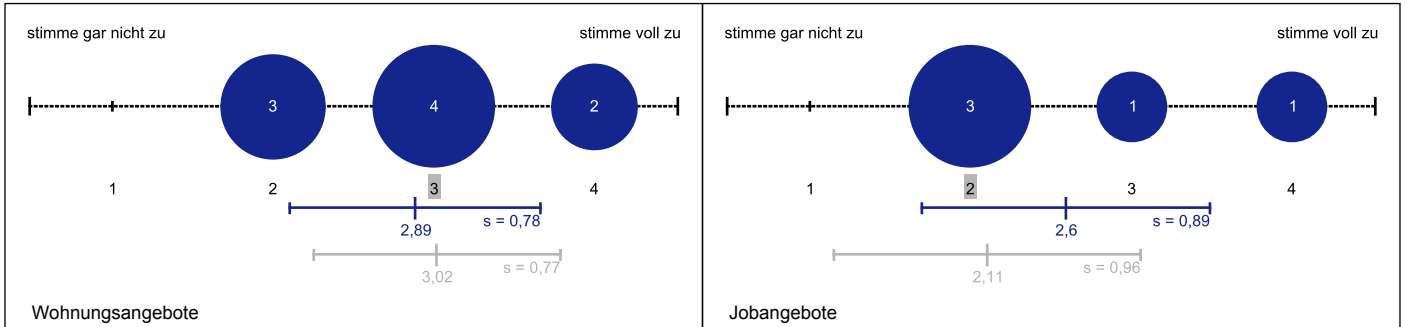 stimme gar nicht zu
stimme voll zu
3
4
2
1
2
3
4
s = 0,78
2,89
s = 0,77
3,02
Wohnungsangebote
stimme gar nicht zu
stimme voll zu
3
1
1
1
2
3
4
s = 0,89
2,6
s = 0,96
2,11
Jobangebote